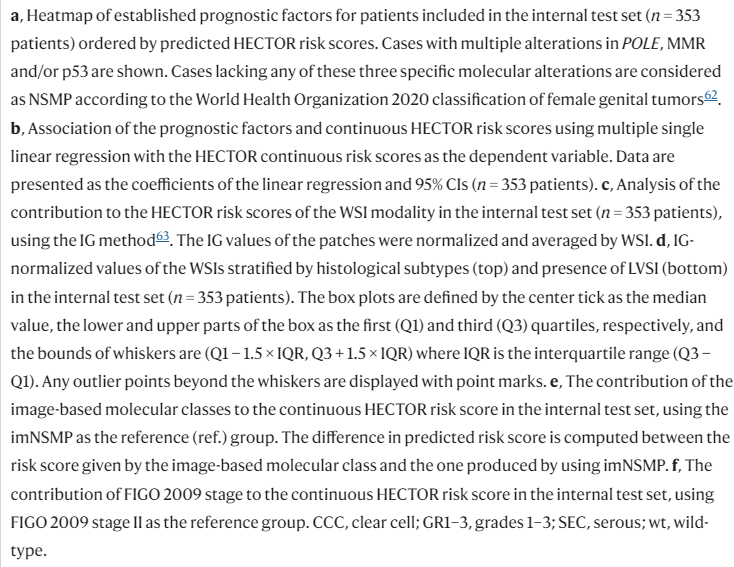 a, Heatmap of established prognostic factors for patients included in the internal test set (n = 353
patients) ordered by predicted HECTOR risk scores. Cases with multiple alterations in POLE, MMR
and/or p53 are shown. Cases lacking any of these three specific molecular alterations are considered
as NSMP according to the World Health Organization 2020 classification of female genital tumors62.
b, Association of the prognostic factors and continuous HECTOR risk scores using multiple single
linear regression with the HECTOR continuous risk scores as the dependent variable. Data are
presented as the coefficients of the linear regression and 95% CIs (n = 353 patients). c, Analysis of the
contribution to the HECTOR risk scores of the WSI modality in the internal test set (n = 353 patients),
using the IG method63. The IG values of the patches were normalized and averaged by WSI. d, IG-
normalized values of the WSIs stratified by histological subtypes (top) and presence of LVSI (bottom)
in the internal test set (n = 353 patients). The box plots are defined by the center tick as the median
value, the lower and upper parts of the box as the first (Q1) and third (Q3) quartiles, respectively, and
the bounds of whiskers are (Q1 − 1.5 × IQR, Q3 + 1.5 × IQR) where IQR is the interquartile range (Q3 −
Q1). Any outlier points beyond the whiskers are displayed with point marks. e, The contribution of the
image-based molecular classes to the continuous HECTOR risk score in the internal test set, using the
imNSMP as the reference (ref.) group. The difference in predicted risk score is computed between the
risk score given by the image-based molecular class and the one produced by using imNSMP. f, The
contribution of FIGO 2009 stage to the continuous HECTOR risk score in the internal test set, using
FIGO 2009 stage II as the reference group. CCC, clear cell; GR1–3, grades 1–3; SEC, serous; wt, wild-
type.